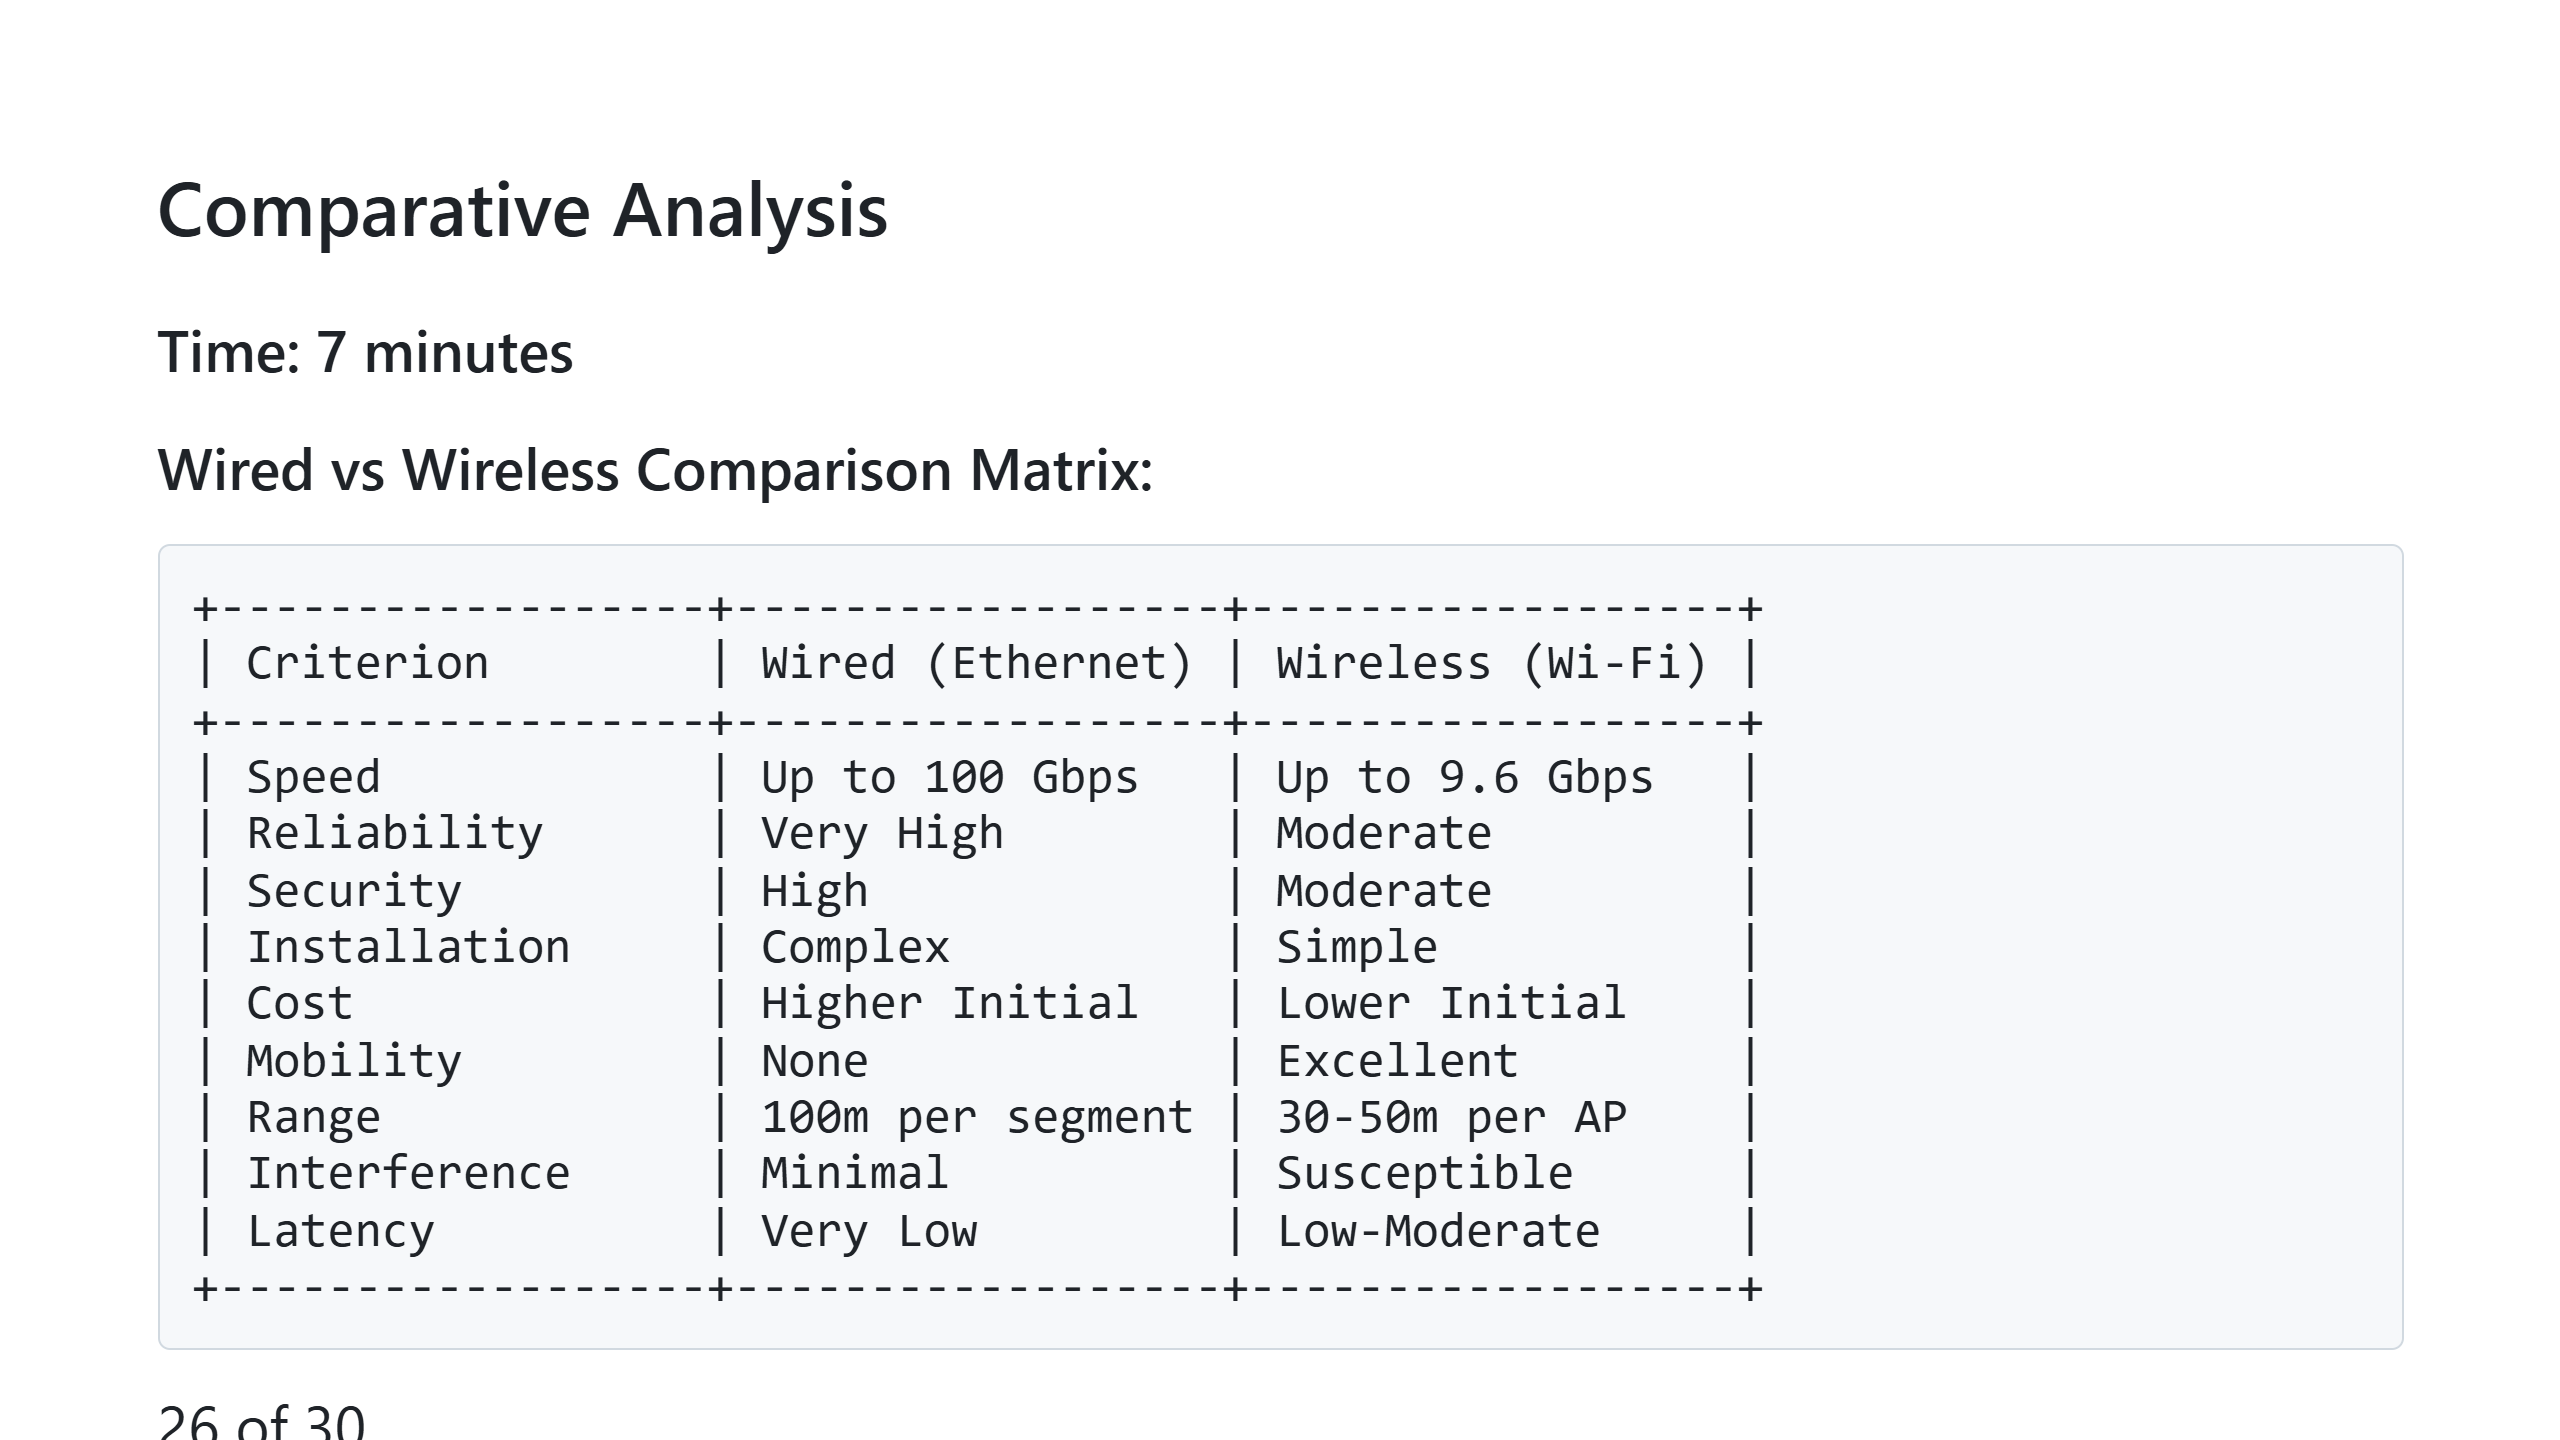 Comparative Analysis
Time: 7 minutes
Wired vs Wireless Comparison Matrix:
+------------------+------------------+------------------+
| Criterion        | Wired (Ethernet) | Wireless (Wi-Fi) |
+------------------+------------------+------------------+
| Speed            | Up to 100 Gbps   | Up to 9.6 Gbps   |
| Reliability      | Very High        | Moderate         |
| Security         | High             | Moderate         |
| Installation     | Complex          | Simple           |
| Cost             | Higher Initial   | Lower Initial    |
| Mobility         | None             | Excellent        |
| Range            | 100m per segment | 30-50m per AP    |
| Interference     | Minimal          | Susceptible      |
| Latency          | Very Low         | Low-Moderate     |
+------------------+------------------+------------------+
26 of 30